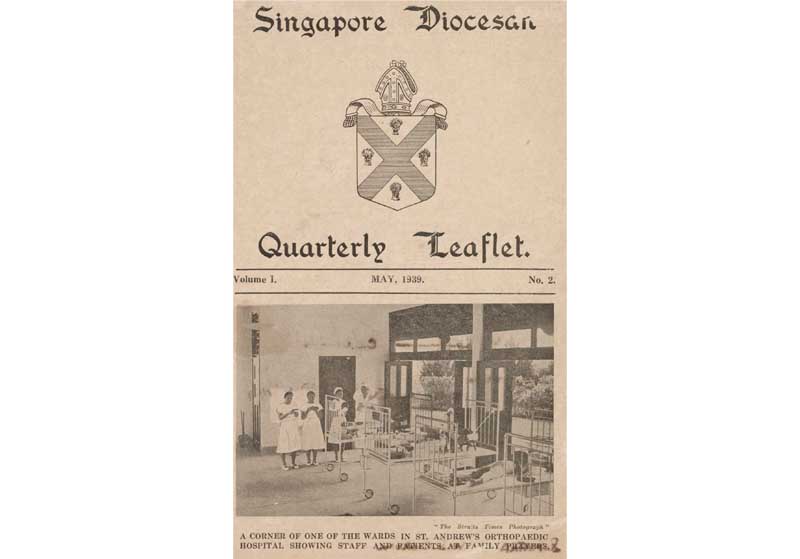 Singapore Diocesan
Quarterly Leaflet.
Volume I. MAY, 1939. No. 2.
"The Straits Times Photograph"
A CORNER OF ONE OF THE WARDS IN ST. ANDREW'S ORTHOPAEDIC
HOSPITAL SHOWING STAFF AND PATIENTS AT FAMILY PRAYERS.